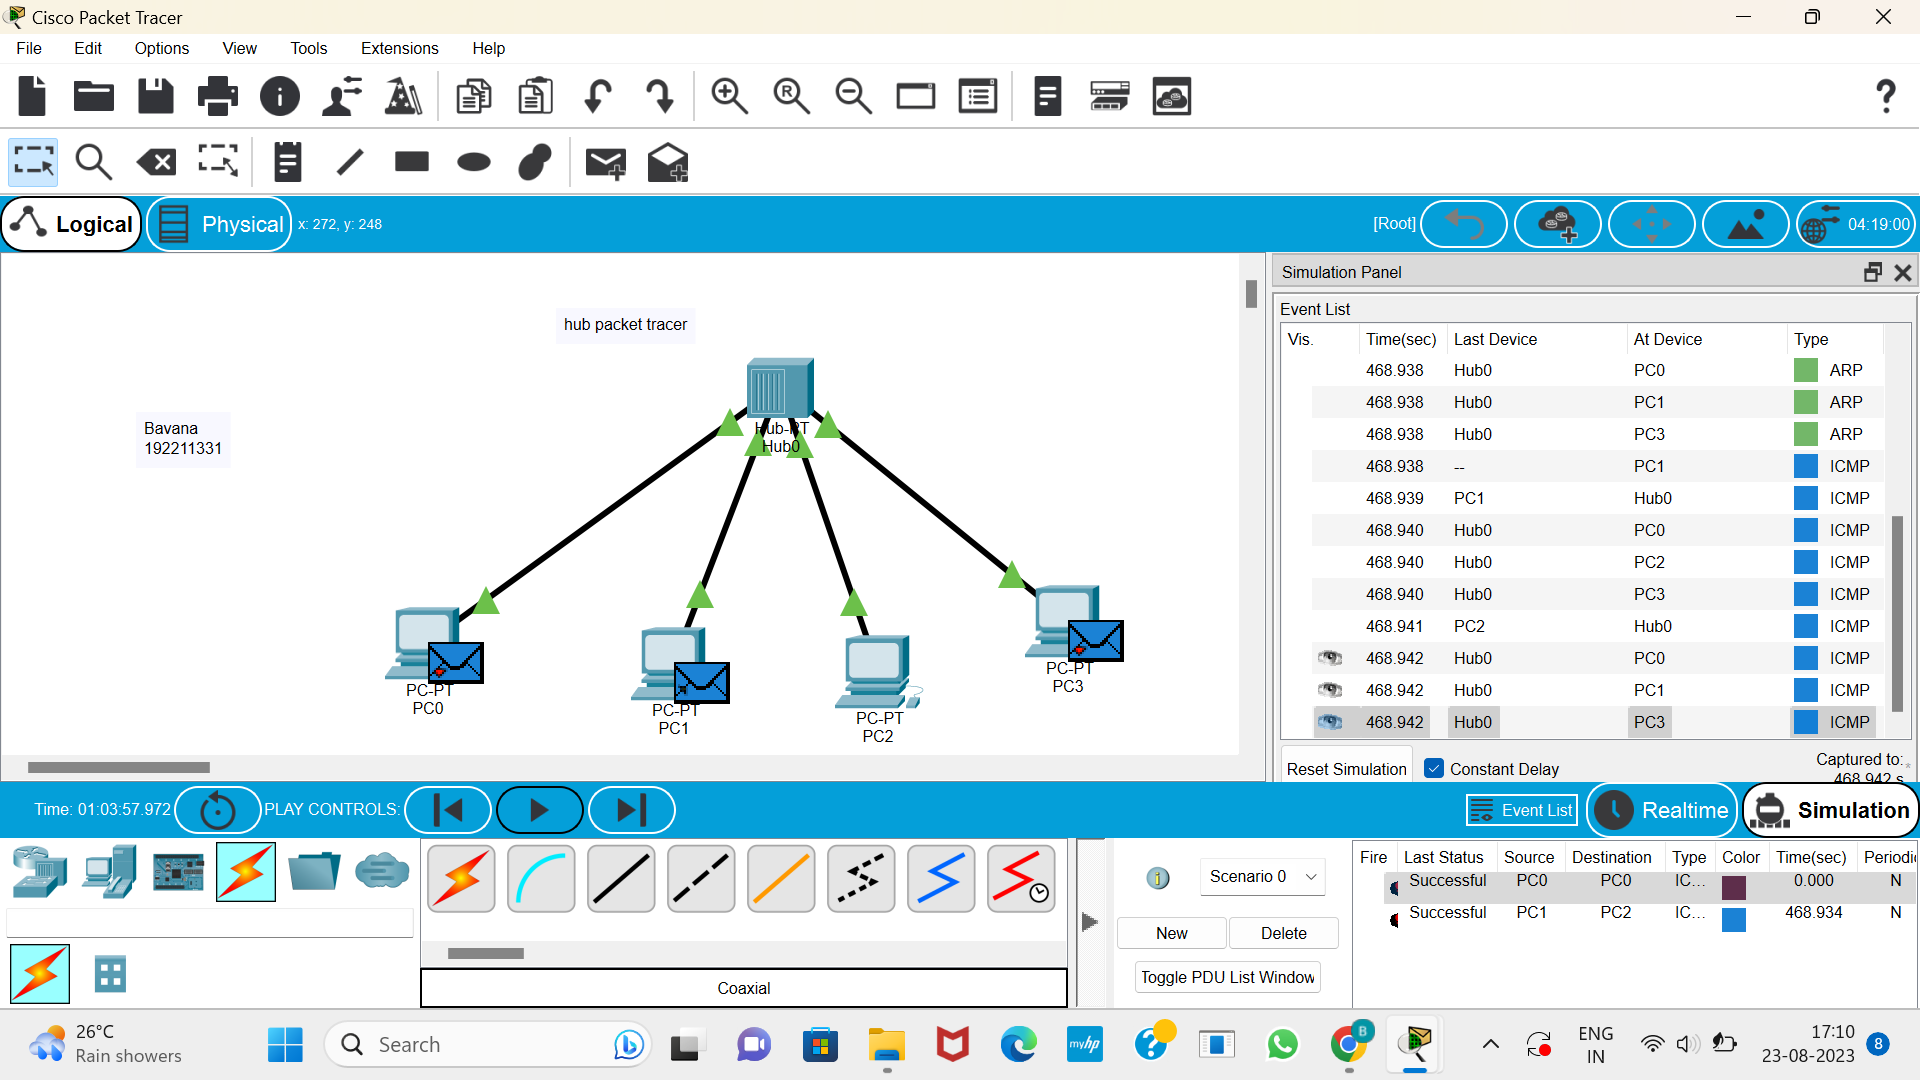 Cisco Packet Tracer
File Edit Options View Tools Extensions Help
Logical Physical x: 272, y: 248 [Root] 04:19:00
hub packet tracer
Bavana
192211331
Hub-PT
Hub0
PC-PT
PC0
PC-PT
PC1
PC-PT
PC2
PC-PT
PC3
Simulation Panel
Event List
Vis. Time(sec) Last Device At Device Type
468.938 Hub0 PC0 ARP
468.938 Hub0 PC1 ARP
468.938 Hub0 PC3 ARP
468.938 -- PC1 ICMP
468.939 PC1 Hub0 ICMP
468.940 Hub0 PC0 ICMP
468.940 Hub0 PC2 ICMP
468.940 Hub0 PC3 ICMP
468.941 PC2 Hub0 ICMP
468.942 Hub0 PC0 ICMP
468.942 Hub0 PC1 ICMP
468.942 Hub0 PC3 ICMP
Reset Simulation Constant Delay Captured to: *
468.942 s
Time: 01:03:57.972 PLAY CONTROLS: Event List Realtime Simulation
Coaxial
Scenario 0
New Delete
Toggle PDU List Window
Fire Last Status Source Destination Type Color Time(sec) Periodi
Successful PC0 PC0 IC... 0.000 N
Successful PC1 PC2 IC... 468.934 N
26°C
Rain showers
Search
myhp
B
ENG
IN
17:10
23-08-2023
8